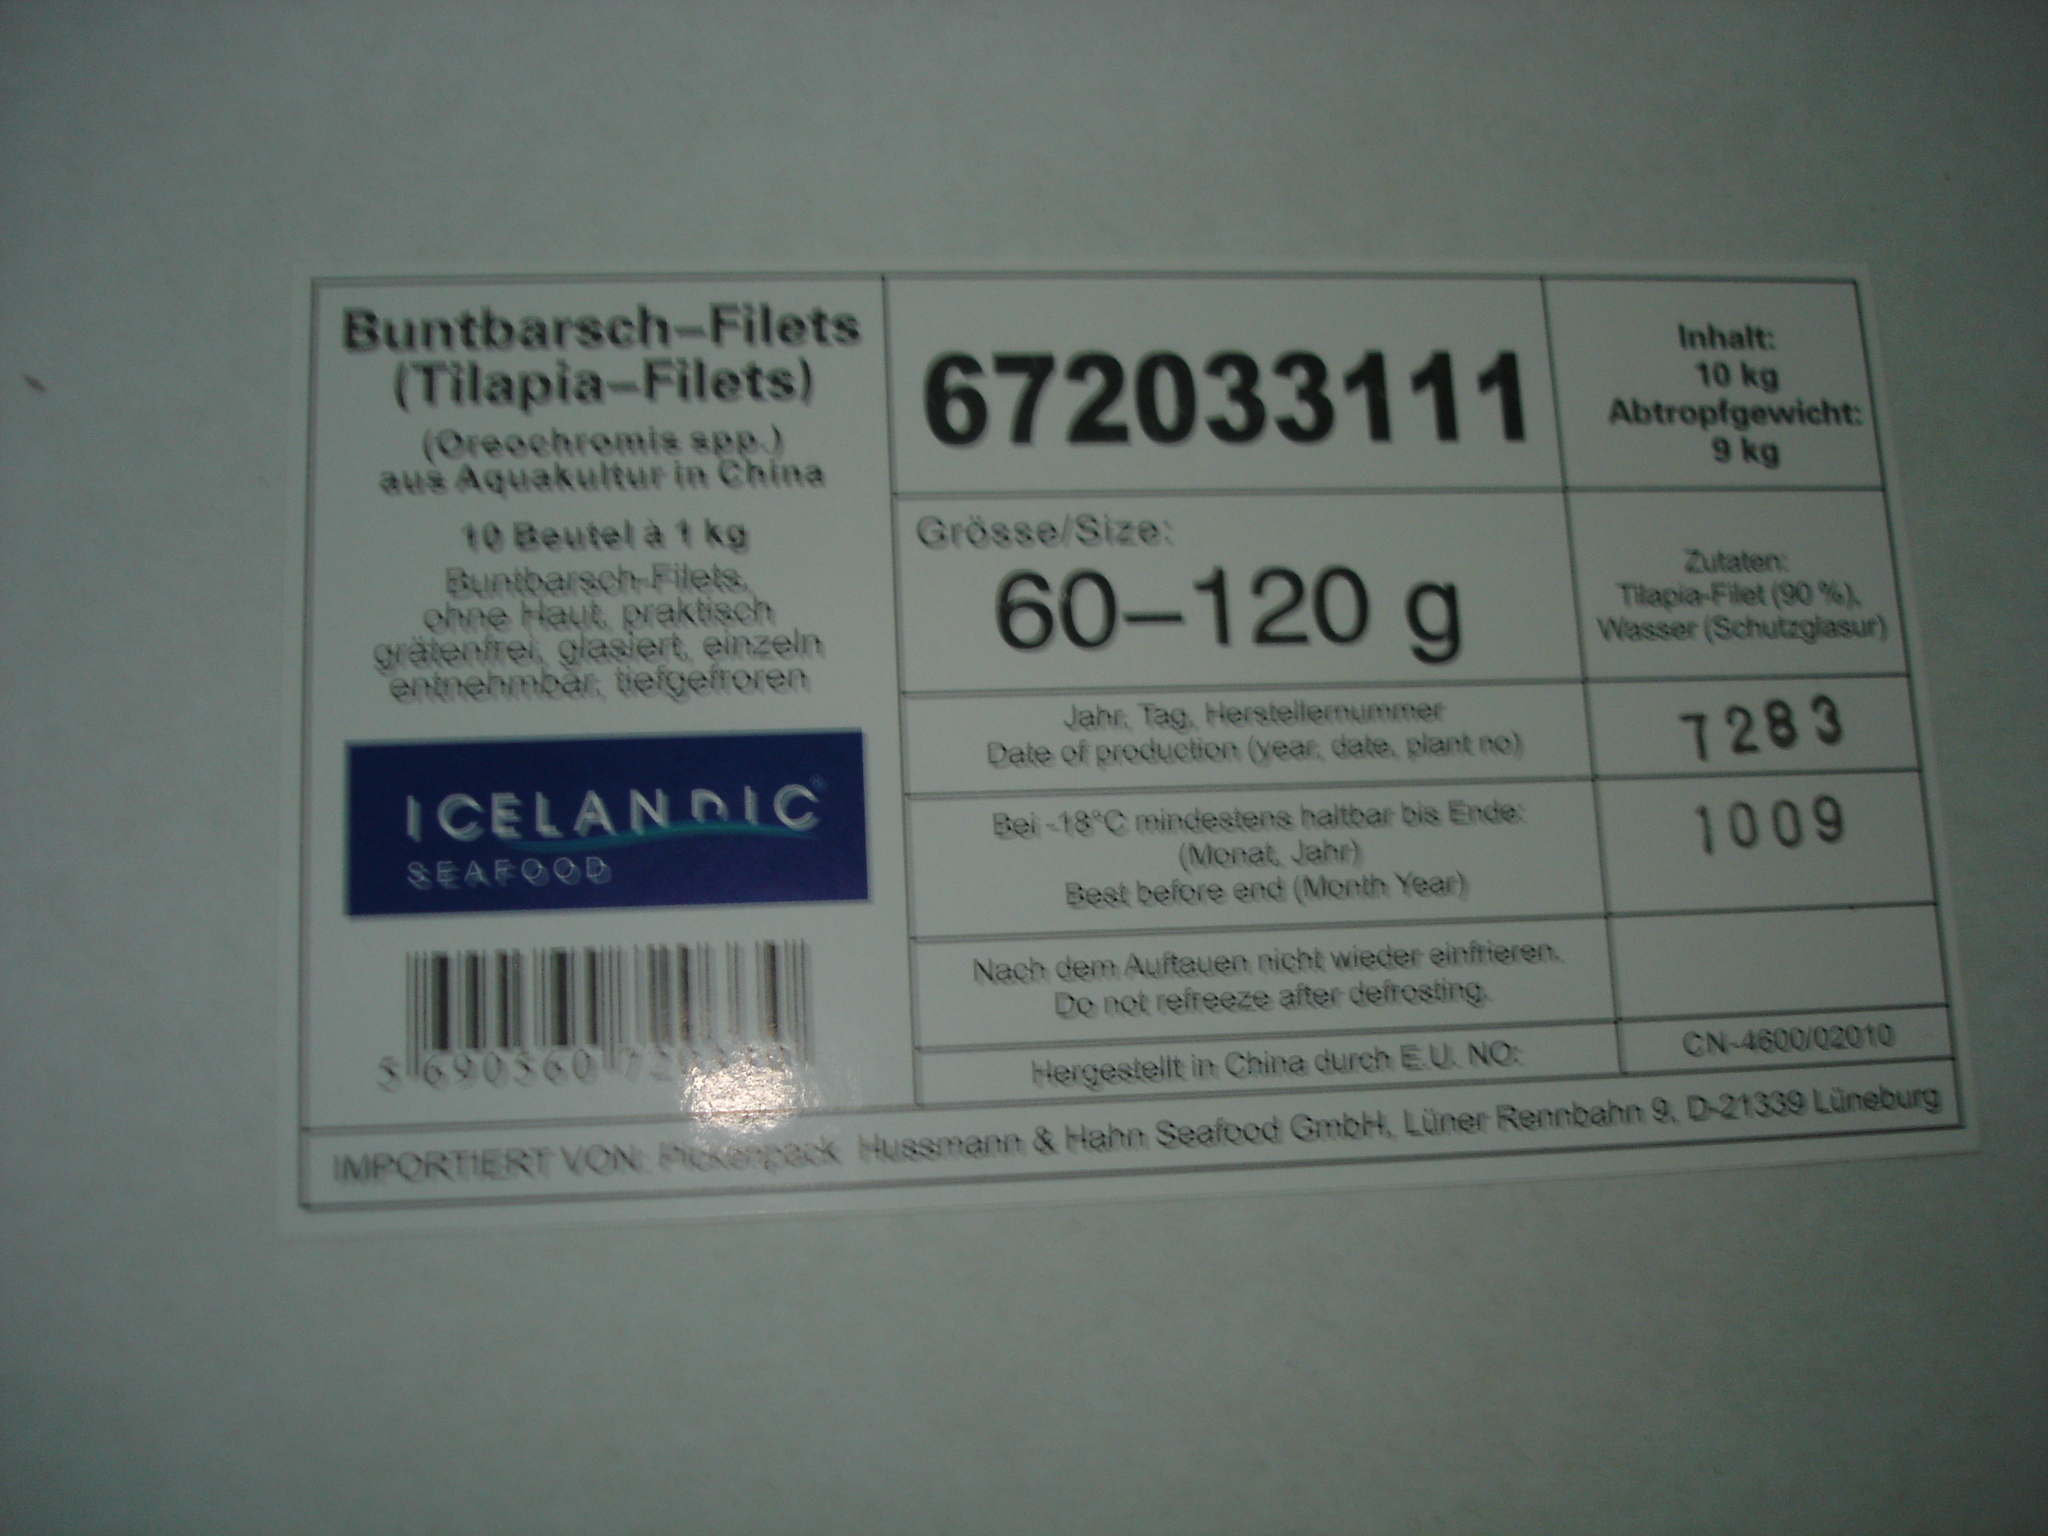 Buntbarsch–Filets
(Tilapia–Filets)
(Oreochromis spp.)
aus Aquakultur in China
10 Beutel à 1 kg
Buntbarsch-Filets,
ohne Haut, praktisch
grätenfrei, glasiert, einzeln
entnehmbar, tiefgefroren
ICELANDIC®
SEAFOOD
5 690560 720
672033111
Grösse/Size:
60–120 g
Inhalt:
10 kg
Abtropfgewicht:
9 kg
Zutaten:
Tilapia-Filet (90 %),
Wasser (Schutzglasur)
Jahr, Tag, Herstellernummer
Date of production (year, date, plant no)
7283
Bei -18°C mindestens haltbar bis Ende:
(Monat, Jahr)
Best before end (Month Year)
1009
Nach dem Auftauen nicht wieder einfrieren.
Do not refreeze after defrosting.
Hergestellt in China durch E.U. NO:
CN-4600/02010
IMPORTIERT VON: Pickenpack Hussmann & Hahn Seafood GmbH, Lüner Rennbahn 9, D-21339 Lüneburg